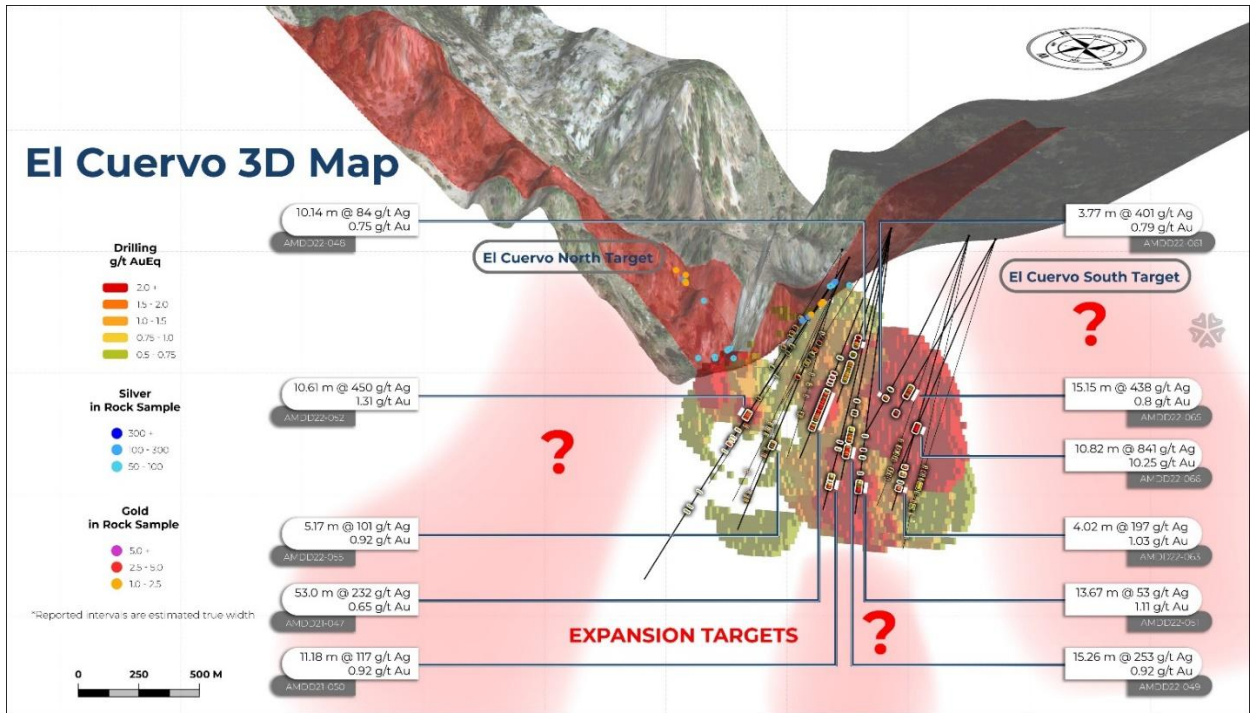 El Cuervo 3D Map
10.14 m @ 84 g/t Ag
0.75 g/t Au
AMDD22-048
3.77 m @ 401 g/t Ag
0.79 g/t Au
AMDD22-061
El Cuervo North Target
El Cuervo South Target
Drilling
g/t AuEq
2.0 +
1.5 - 2.0
1.0 - 1.5
0.75 - 1.0
0.5 - 0.75
?
?
10.61 m @ 450 g/t Ag
1.31 g/t Au
AMDD22-052
15.15 m @ 438 g/t Ag
0.8 g/t Au
AMDD22-065
Silver
in Rock Sample
300 +
100 - 300
50 - 100
10.82 m @ 841 g/t Ag
10.25 g/t Au
AMDD22-066
Gold
in Rock Sample
5.0 +
2.5 - 5.0
1.0 - 2.5
5.17 m @ 101 g/t Ag
0.92 g/t Au
AMDD22-055
4.02 m @ 197 g/t Ag
1.03 g/t Au
AMDD22-063
*Reported intervals are estimated true width
53.0 m @ 232 g/t Ag
0.65 g/t Au
AMDD21-047
13.67 m @ 53 g/t Ag
1.11 g/t Au
AMDD22-051
EXPANSION TARGETS
?
11.18 m @ 117 g/t Ag
0.92 g/t Au
AMDD21-050
15.26 m @ 253 g/t Ag
0.92 g/t Au
AMDD22-049
0 250 500 M